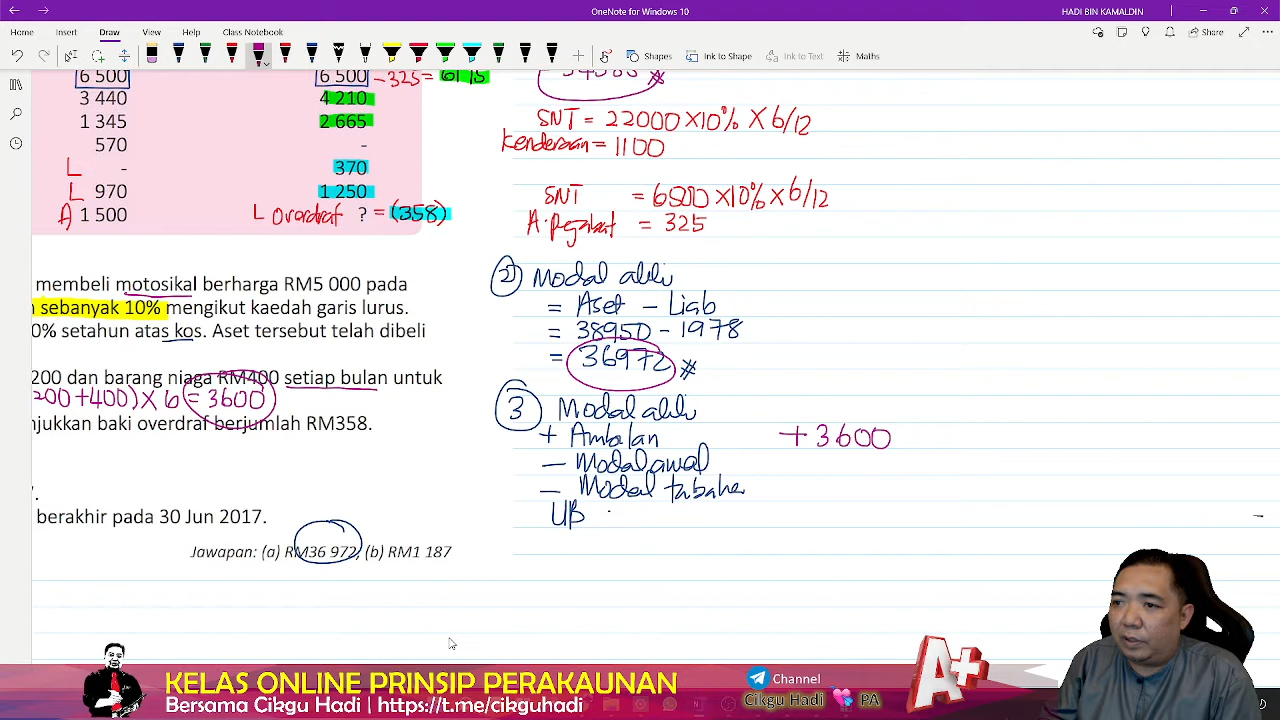 OneNote for Windows 10
HADI BIN KAMALDIN
Home Insert Draw View Help Class Notebook
Share
Shapes Ink to Shape Ink to Text Maths
6 500 6 500 -325 = 6175
3 440 4 210
1 345 2 665
570 -
L - 370
L 970 1 250
A 1 500 L overdraf ? = (358)
membeli motosikal berharga RM5 000 pada
sebanyak 10% mengikut kaedah garis lurus.
0% setahun atas kos. Aset tersebut telah dibeli
200 dan barang niaga RM400 setiap bulan untuk
200 +400) X 6 = 3600
njukkan baki overdraf berjumlah RM358.
berakhir pada 30 Jun 2017.
Jawapan: (a) RM36 972, (b) RM1 187
SNT = 22000 X10% X 6/12
Kenderaan = 1100
SNT = 6500 X10% X 6/12
A. Pejabat = 325
2 Modal akhir
= Aset - Liab
= 38950 - 1978
= 36972
3 Modal akhir
+ Ambilan +3600
- Modal awal
- Modal tabahan
UB
KELAS ONLINE PRINSIP PERAKAUNAN
Bersama Cikgu Hadi | https://t.me/cikguhadi
A+
Channel
Cikgu Hadi PA